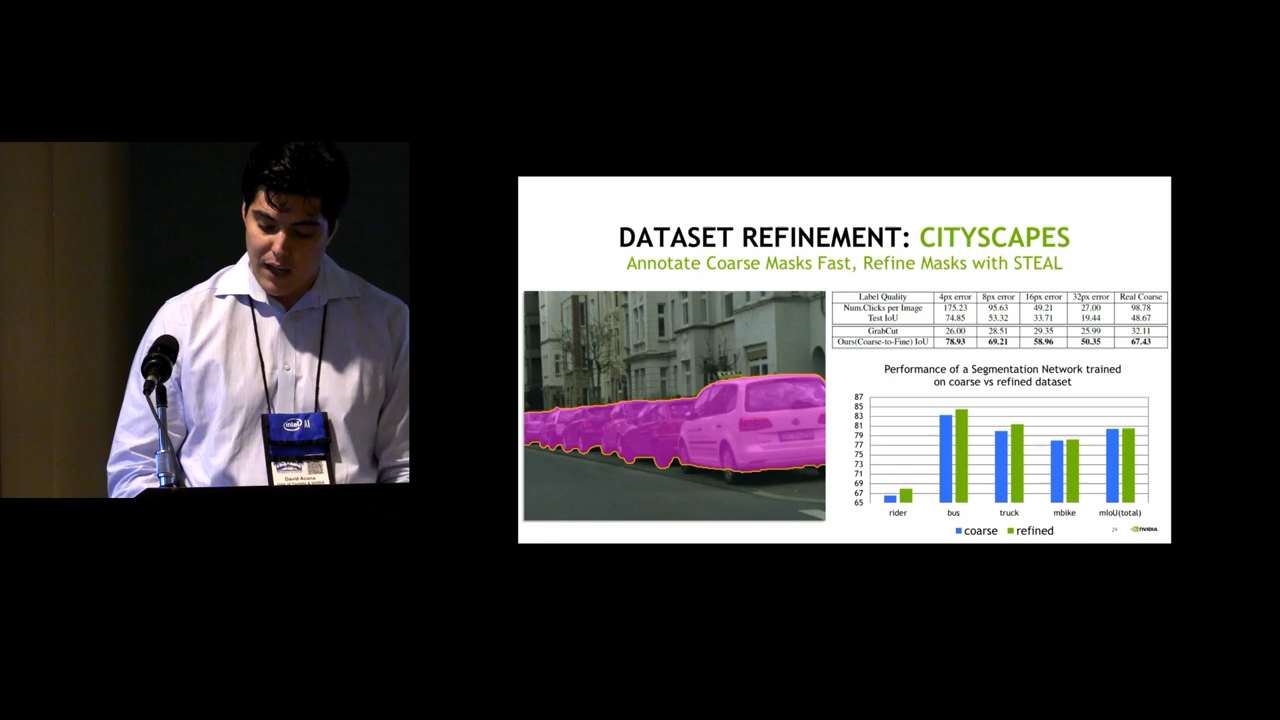 DATASET REFINEMENT: CITYSCAPES
Annotate Coarse Masks Fast, Refine Masks with STEAL
Label Quality 4px error 8px error 16px error 32px error Real Coarse
Num.Clicks per Image 175.23 95.63 49.21 27.00 98.78
Test IoU 74.85 53.32 33.71 19.44 48.67
GrabCut 26.00 28.51 29.35 25.99 32.11
Ours(Coarse-to-Fine) IoU 78.93 69.21 58.96 50.35 67.43
Performance of a Segmentation Network trained
on coarse vs refined dataset
87
85
83
81
79
77
75
73
71
69
67
65
rider bus truck mbike mIoU(total)
coarse refined
29 NVIDIA
intel AI
David Acuna